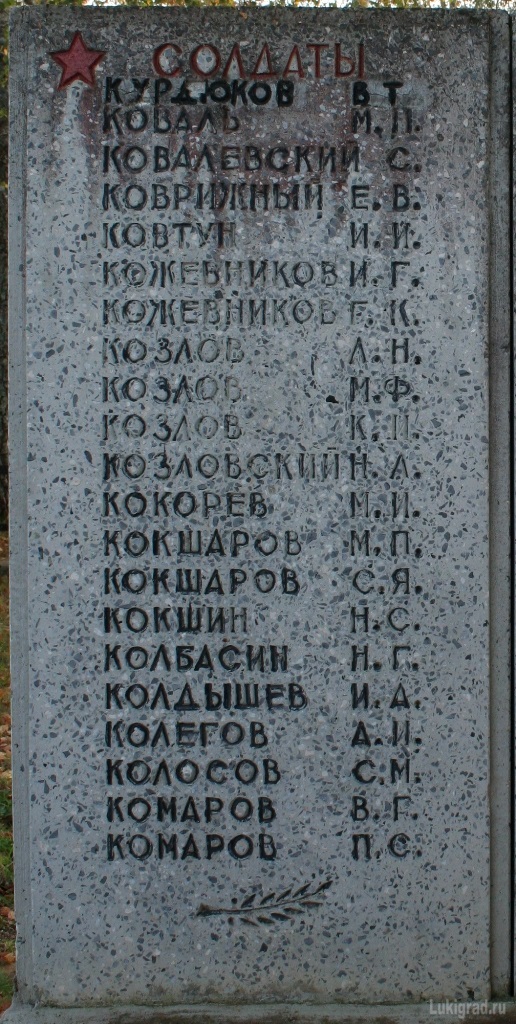 СОЛДАТЫ
КУРДЮКОВ В Т
КОВАЛЬ М.П.
КОВАЛЕВСКИЙ С.
КОВРИЖНЫЙ Е.В.
КОВТУН И.И.
КОЖЕВНИКОВ И.Г.
КОЖЕВНИКОВ Г.К.
КОЗЛОВ Л.Н.
КОЗЛОВ М.Ф.
КОЗЛОВ К.П.
КОЗЛОВСКИЙ Н.А.
КОКОРЕВ М.И.
КОКШАРОВ М.П.
КОКШАРОВ С.Я.
КОКШИН Н.С.
КОЛБАСИН Н.Г.
КОЛДЫШЕВ И.А.
КОЛЕГОВ А.И.
КОЛОСОВ С.М.
КОМАРОВ В.Г.
КОМАРОВ П.С.
Lukigrad.ru